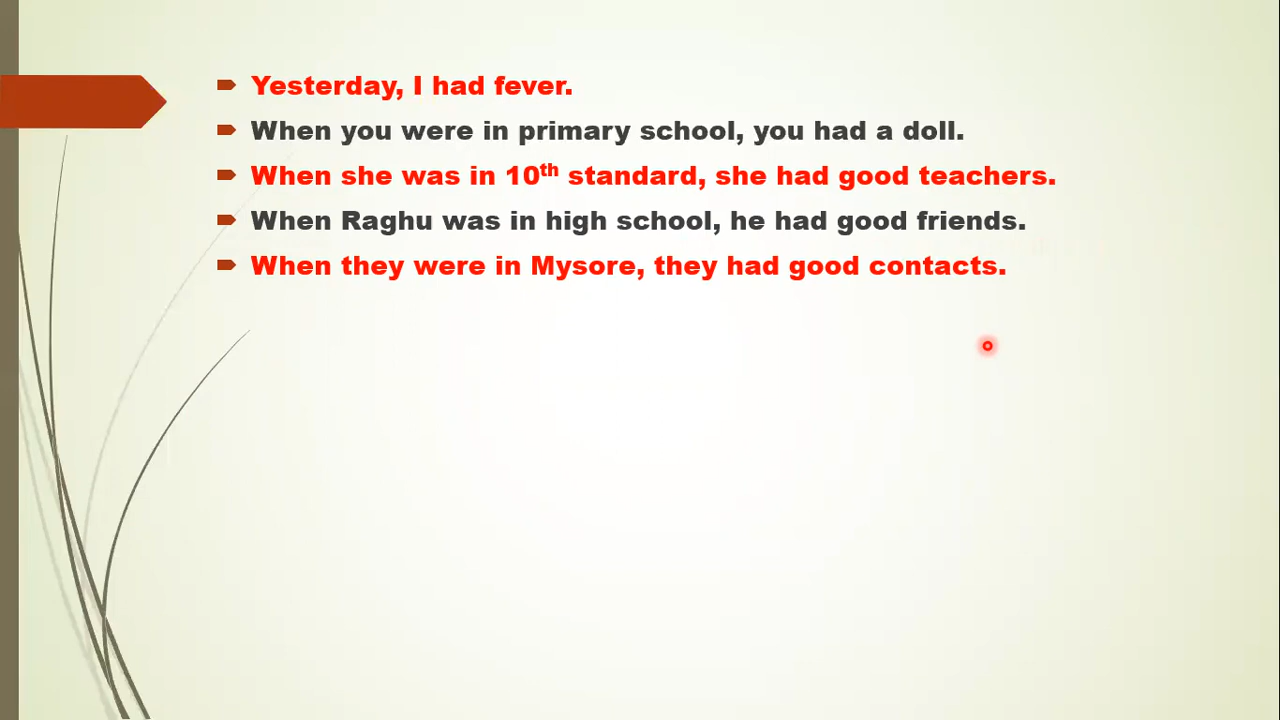 Yesterday, I had fever.
When you were in primary school, you had a doll.
When she was in 10th standard, she had good teachers.
When Raghu was in high school, he had good friends.
When they were in Mysore, they had good contacts.